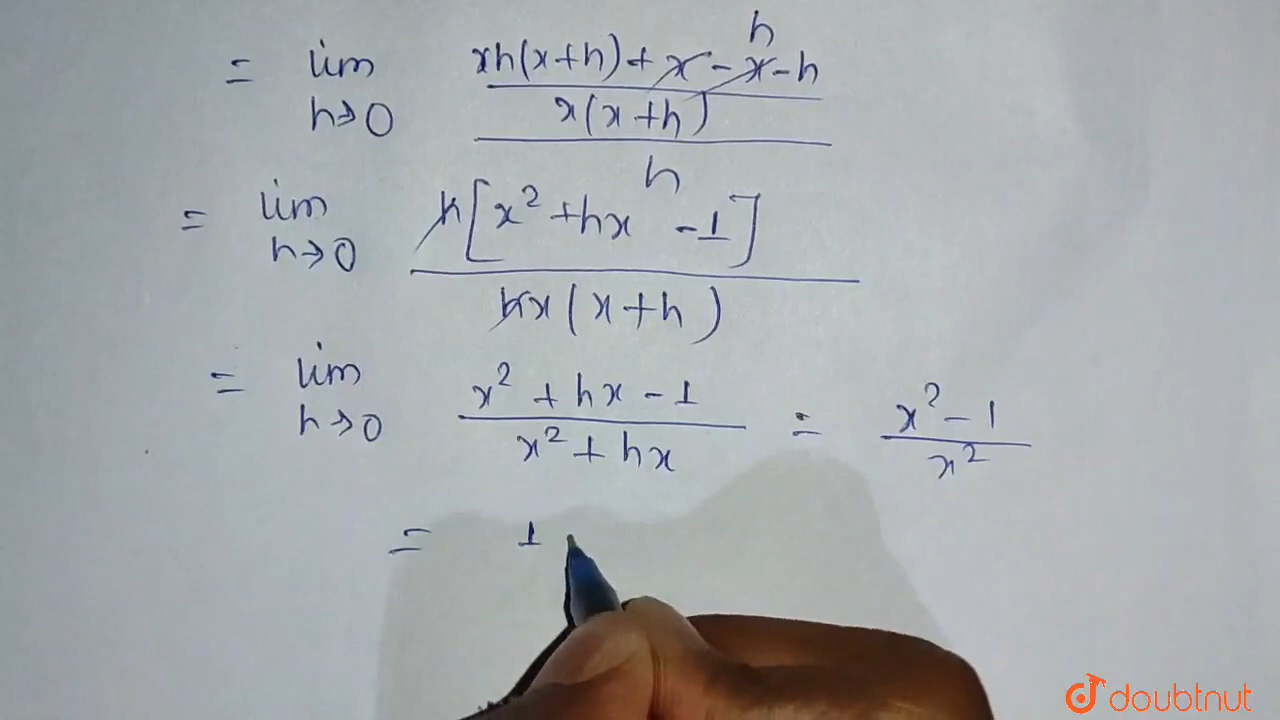 h
= lim xh(x+h) + x - x - h
h→0 x(x+h)
h
= lim h[x² + hx - 1]
h→0 hx(x+h)
= lim x² + hx - 1 = x² - 1
h→0 x² + hx x²
= 1
doubtnut